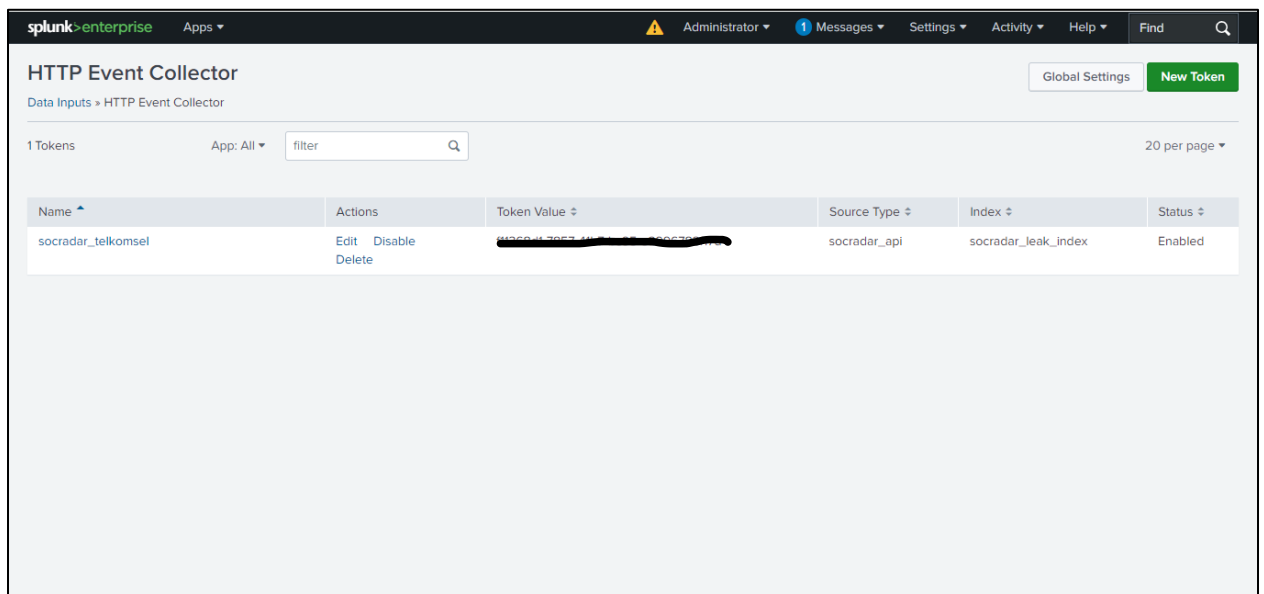 splunk>enterprise Apps Administrator 1 Messages Settings Activity Help Find
HTTP Event Collector
Global Settings New Token
Data Inputs » HTTP Event Collector
1 Tokens App: All filter 20 per page
Name Actions Token Value Source Type Index Status
socradar_telkomsel Edit Disable socradar_api socradar_leak_index Enabled
Delete